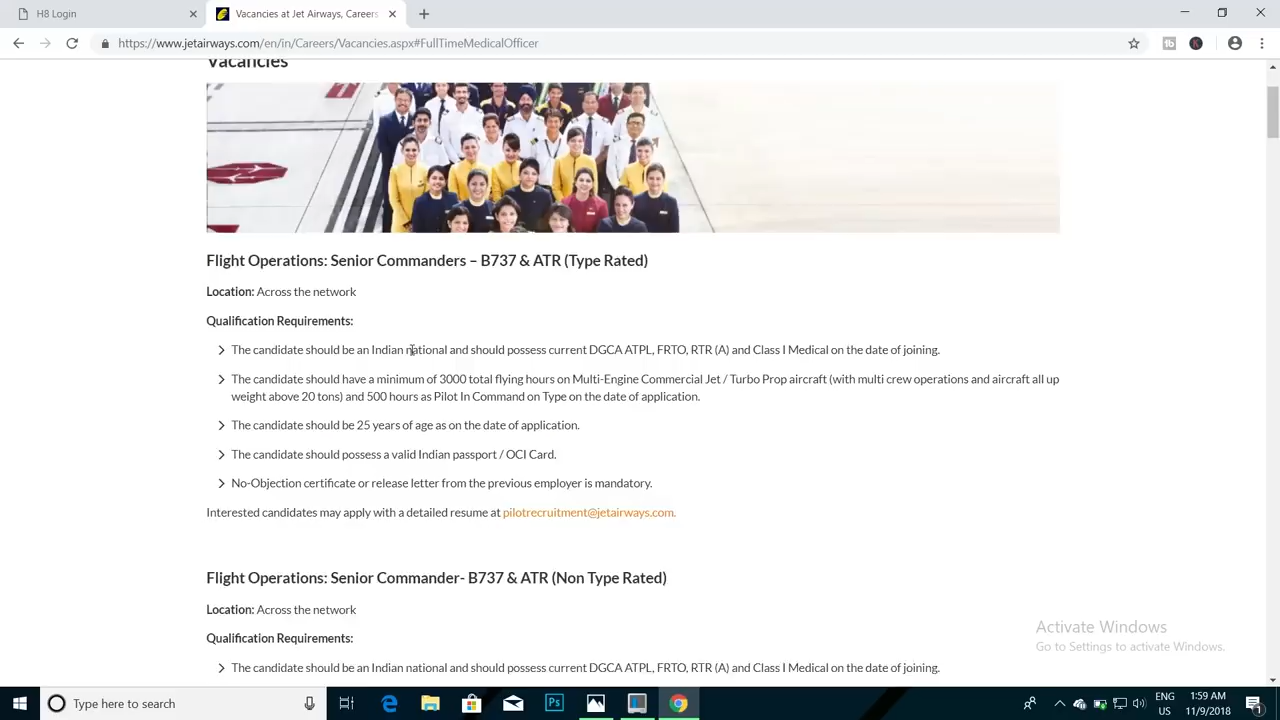 H8 Login
Vacancies at Jet Airways, Careers
https://www.jetairways.com/en/in/Careers/Vacancies.aspx#FullTimeMedicalOfficer
Vacancies
Flight Operations: Senior Commanders – B737 & ATR (Type Rated)
Location: Across the network
Qualification Requirements:
The candidate should be an Indian national and should possess current DGCA ATPL, FRTO, RTR (A) and Class I Medical on the date of joining.
The candidate should have a minimum of 3000 total flying hours on Multi-Engine Commercial Jet / Turbo Prop aircraft (with multi crew operations and aircraft all up
weight above 20 tons) and 500 hours as Pilot In Command on Type on the date of application.
The candidate should be 25 years of age as on the date of application.
The candidate should possess a valid Indian passport / OCI Card.
No-Objection certificate or release letter from the previous employer is mandatory.
Interested candidates may apply with a detailed resume at pilotrecruitment@jetairways.com.
Flight Operations: Senior Commander- B737 & ATR (Non Type Rated)
Location: Across the network
Qualification Requirements:
The candidate should be an Indian national and should possess current DGCA ATPL, FRTO, RTR (A) and Class I Medical on the date of joining.
Activate Windows
Go to Settings to activate Windows.
Type here to search
Ps
ENG
US
1:59 AM
11/9/2018
1